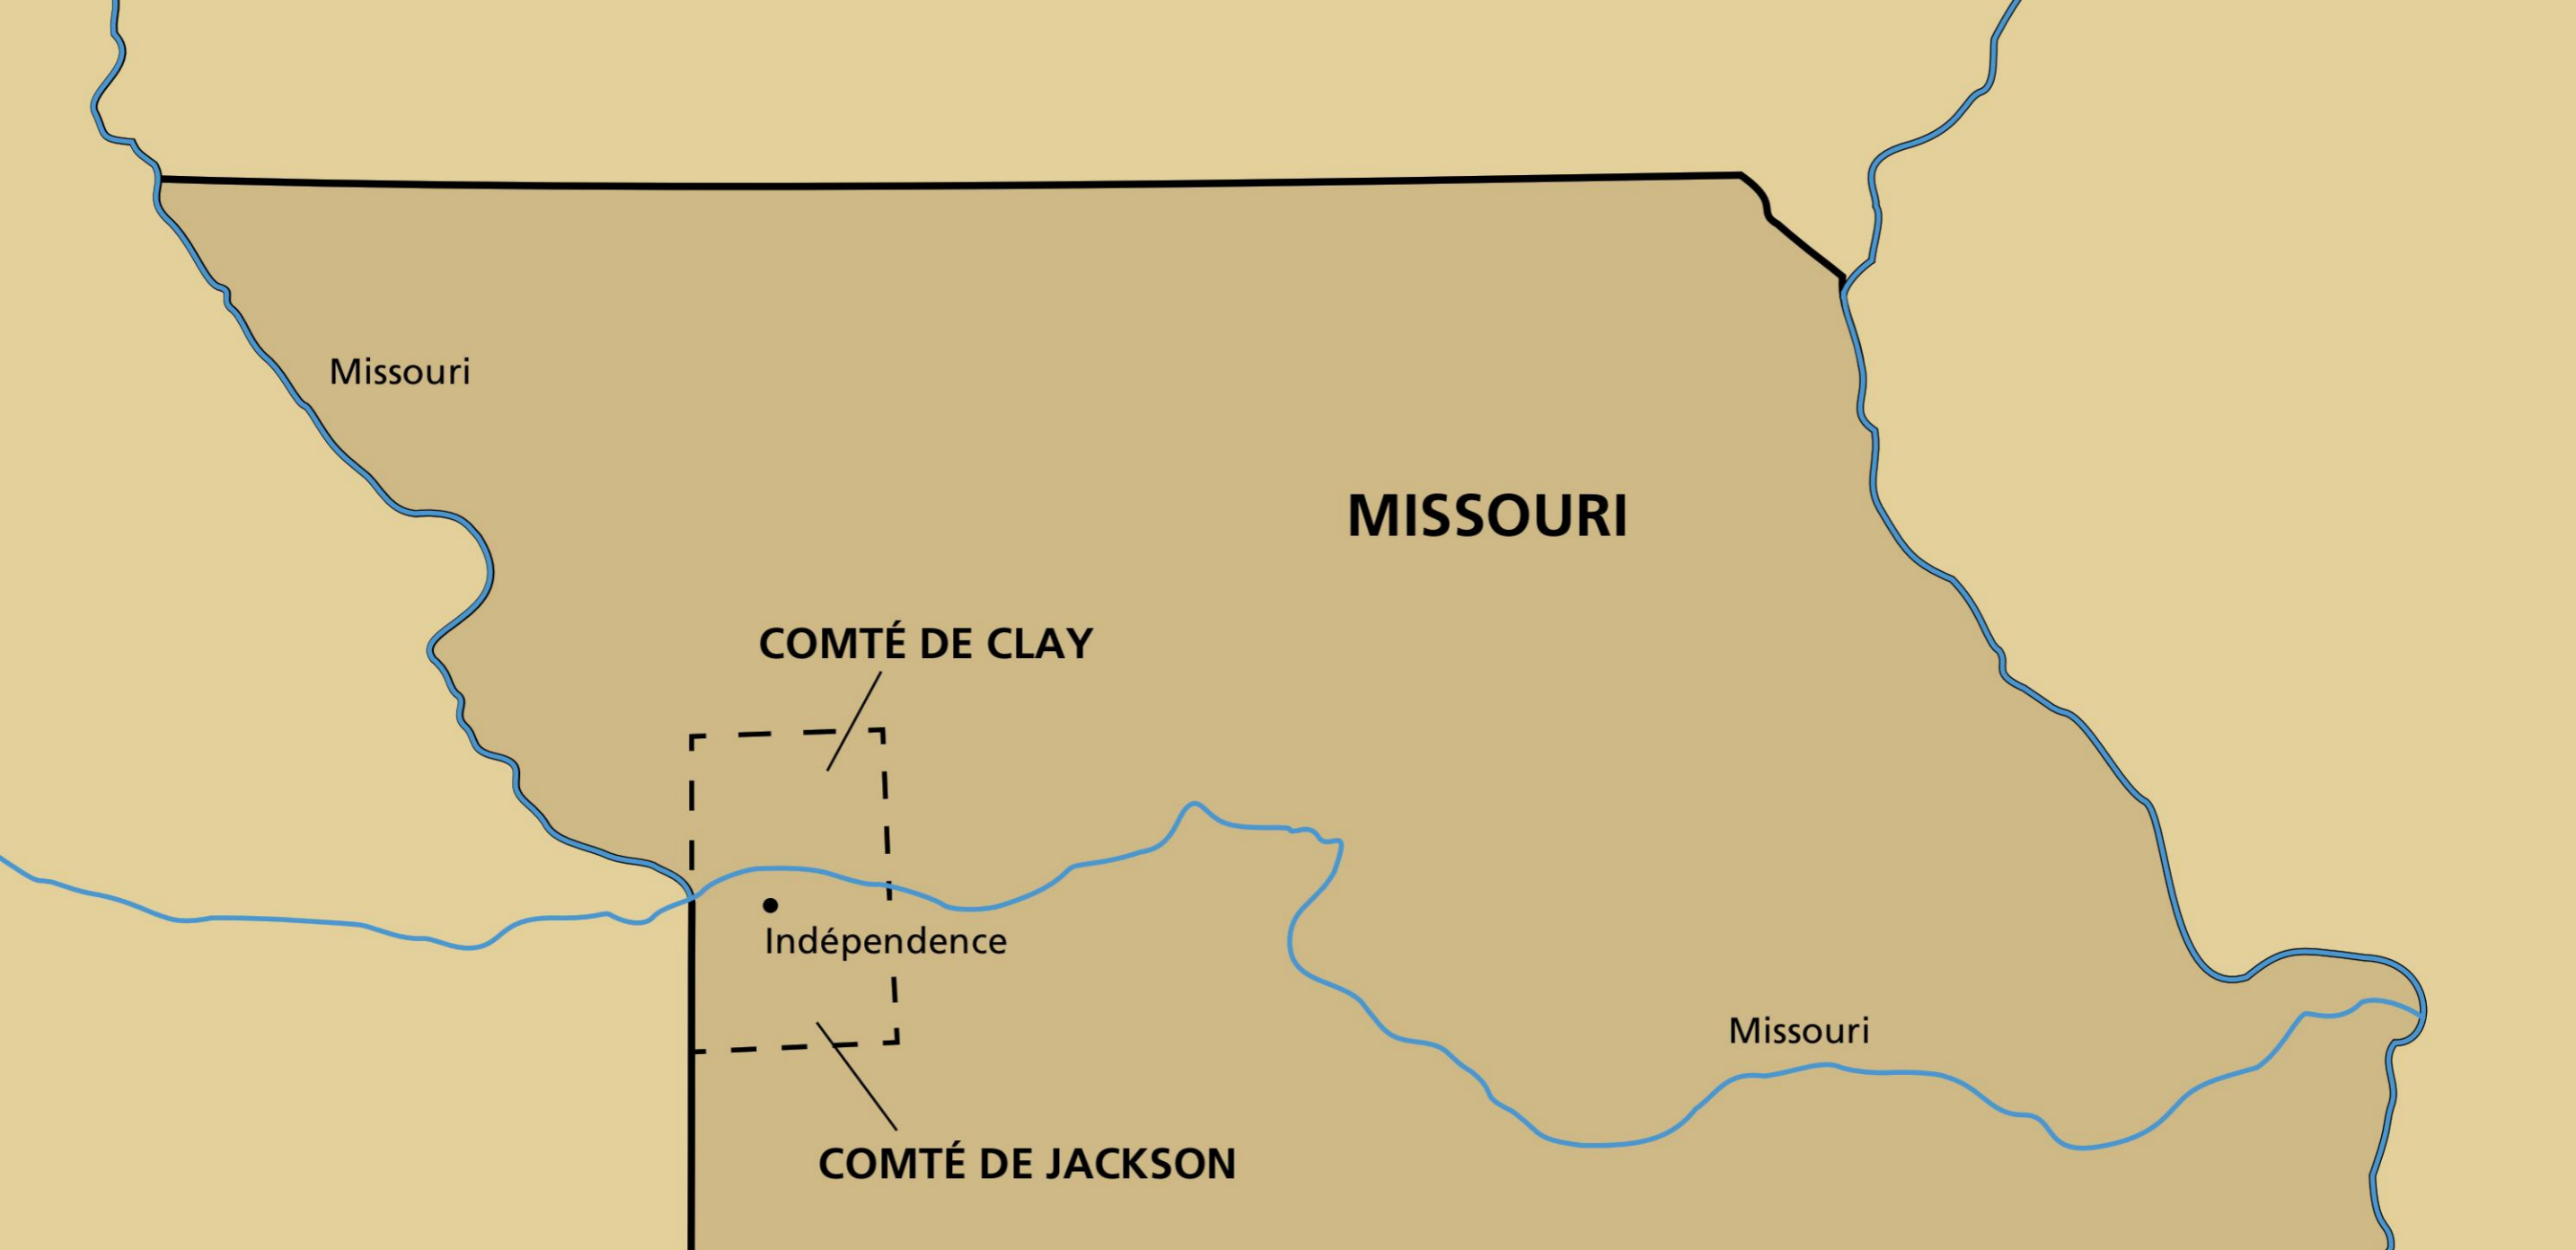 Missouri
MISSOURI
COMTÉ DE CLAY
Indépendence
Missouri
COMTÉ DE JACKSON